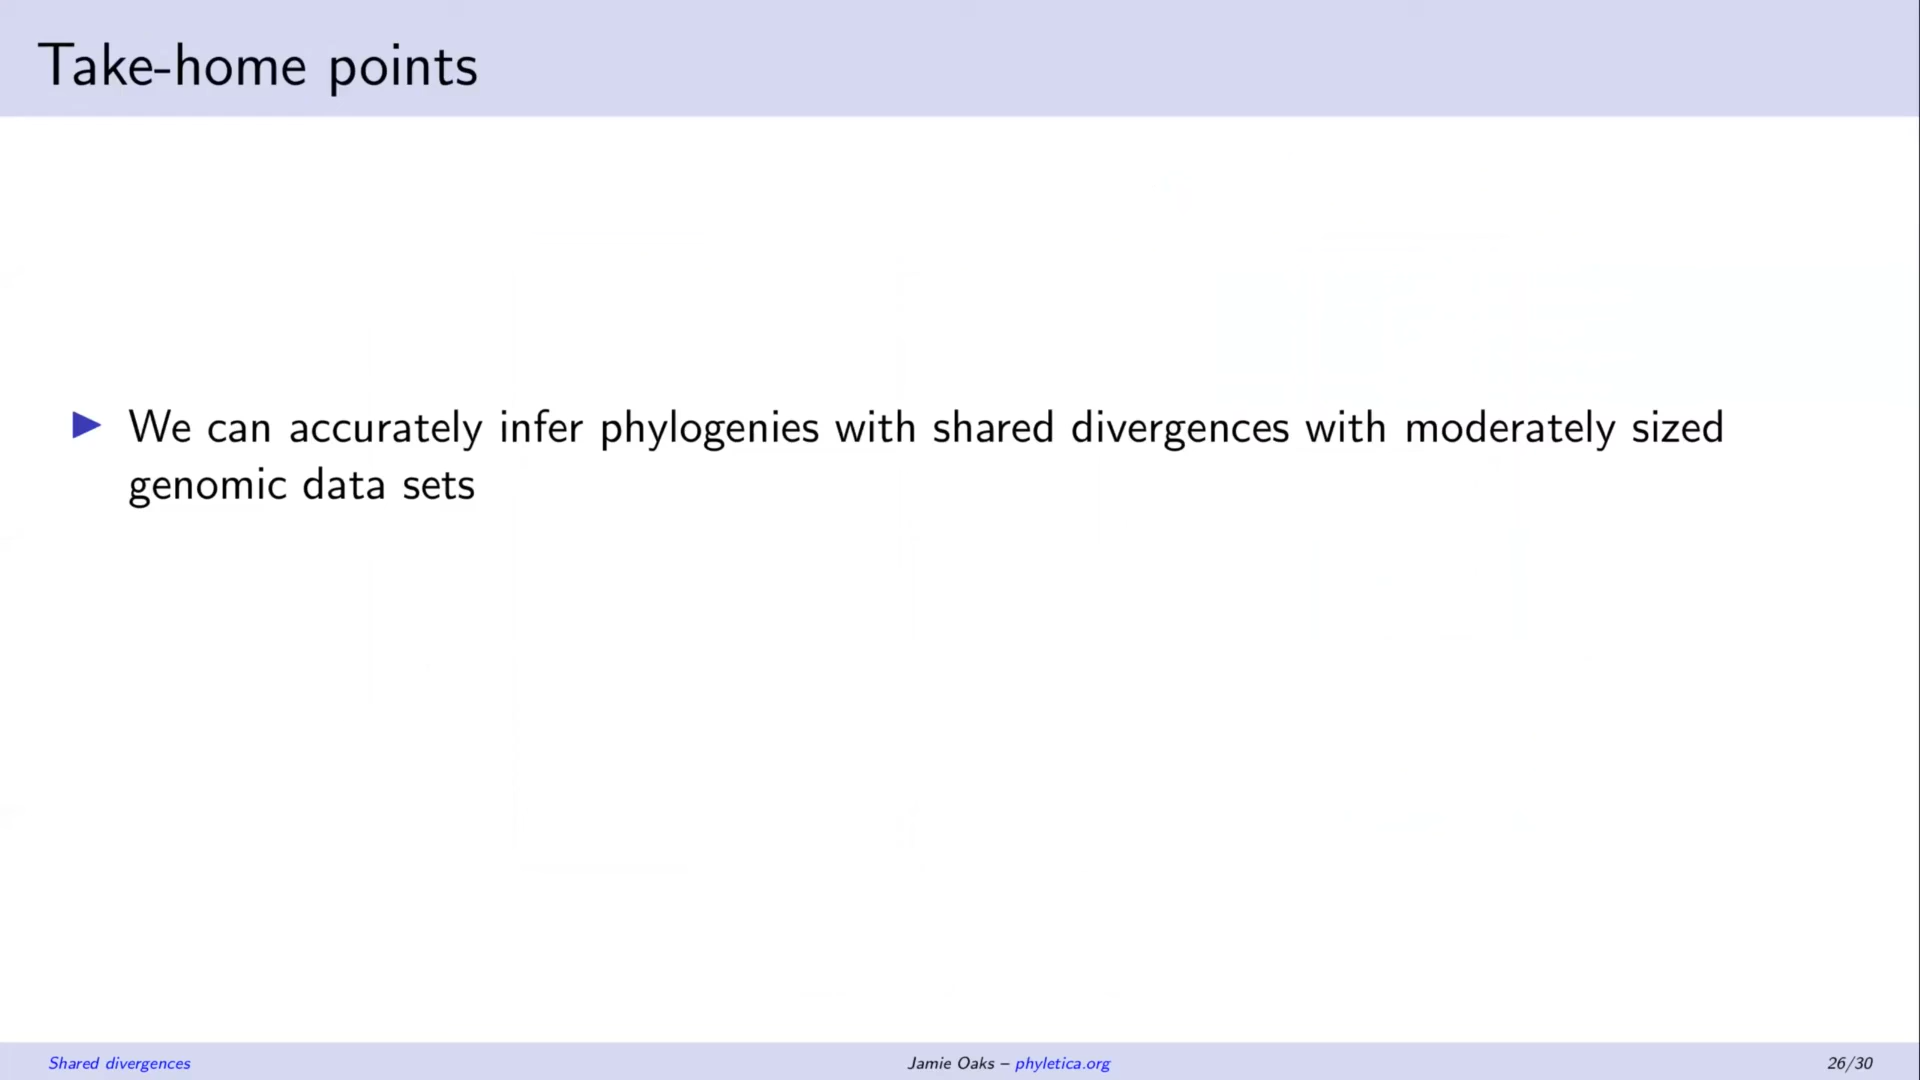 Take-home points
We can accurately infer phylogenies with shared divergences with moderately sized
genomic data sets
Shared divergences
Jamie Oaks – phyletica.org
26/30